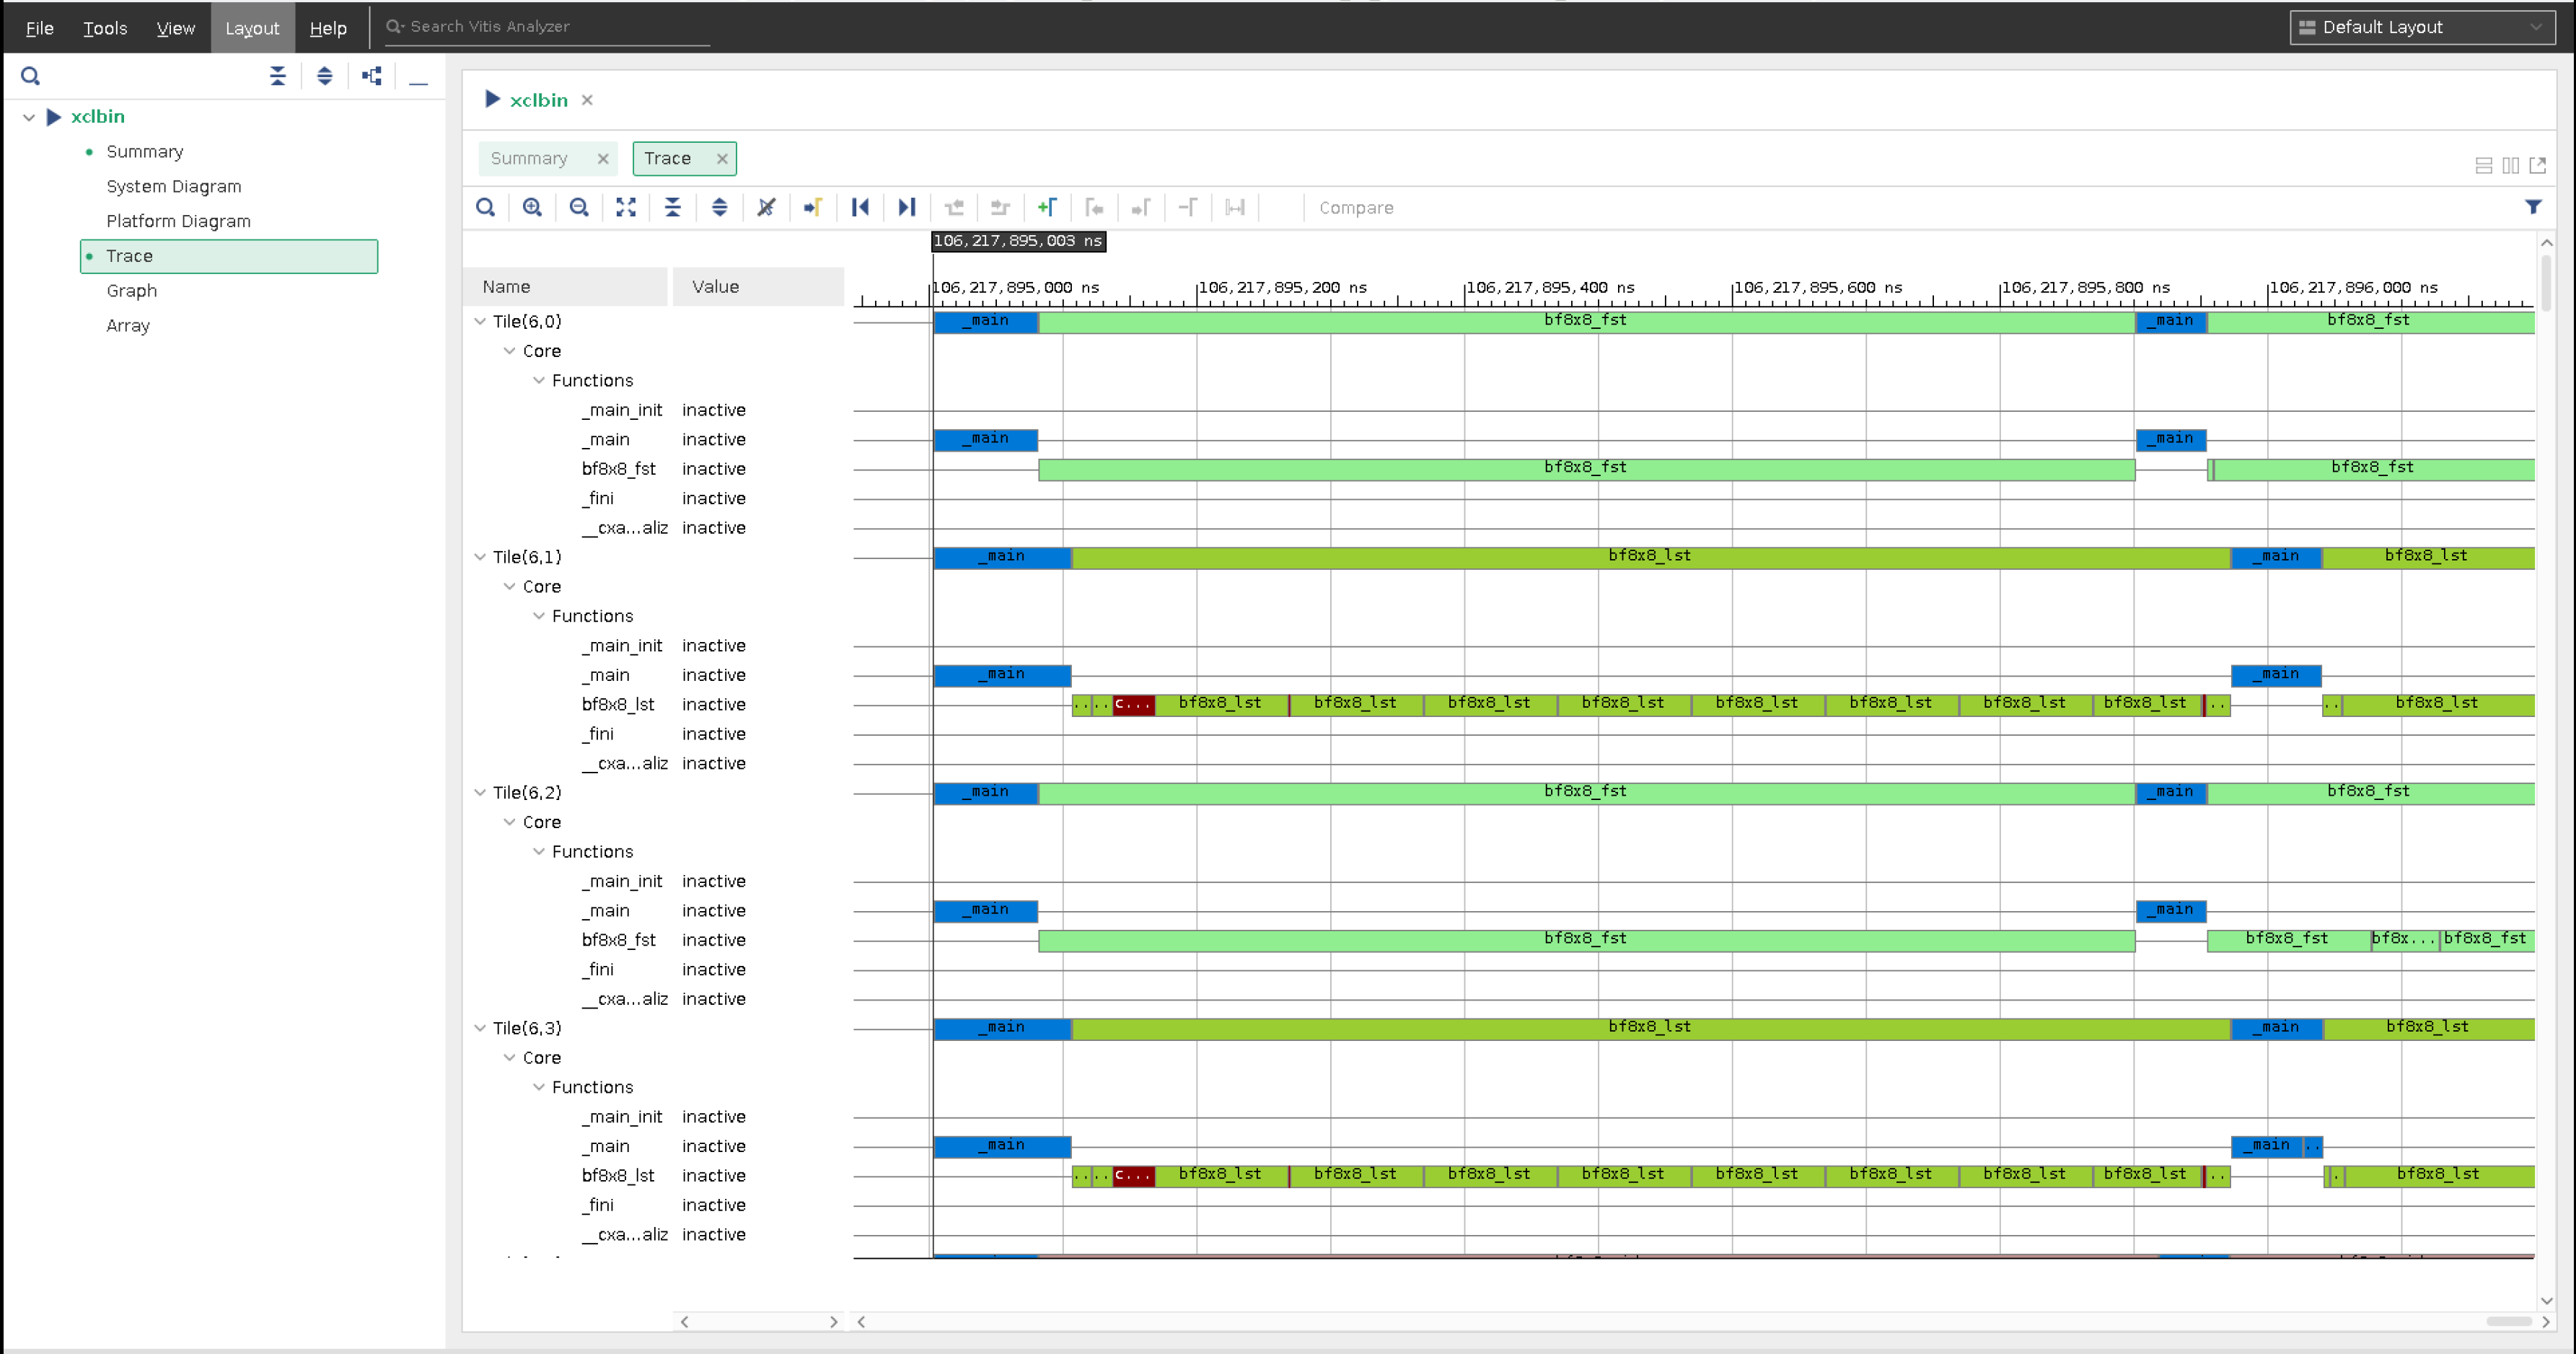 File Tools View Layout Help Search Vitis Analyzer Default Layout
xclbin
Summary
System Diagram
Platform Diagram
Trace
Graph
Array
xclbin
Summary Trace
Compare
106,217,895,003 ns
Name Value
106,217,895,000 ns 106,217,895,200 ns 106,217,895,400 ns 106,217,895,600 ns 106,217,895,800 ns 106,217,896,000 ns
Tile(6,0) _main bf8x8_fst _main bf8x8_fst
Core
Functions
_main_init inactive
_main inactive _main _main
bf8x8_fst inactive bf8x8_fst bf8x8_fst
_fini inactive
__cxa...aliz inactive
Tile(6,1) _main bf8x8_lst _main bf8x8_lst
Core
Functions
_main_init inactive
_main inactive _main _main
bf8x8_lst inactive .. .. c... bf8x8_lst bf8x8_lst bf8x8_lst bf8x8_lst bf8x8_lst bf8x8_lst bf8x8_lst bf8x8_lst .. .. bf8x8_lst
_fini inactive
__cxa...aliz inactive
Tile(6,2) _main bf8x8_fst _main bf8x8_fst
Core
Functions
_main_init inactive
_main inactive _main _main
bf8x8_fst inactive bf8x8_fst bf8x8_fst bf8x... bf8x8_fst
_fini inactive
__cxa...aliz inactive
Tile(6,3) _main bf8x8_lst _main bf8x8_lst
Core
Functions
_main_init inactive
_main inactive _main _main ..
bf8x8_lst inactive .. .. c... bf8x8_lst bf8x8_lst bf8x8_lst bf8x8_lst bf8x8_lst bf8x8_lst bf8x8_lst bf8x8_lst .. . bf8x8_lst
_fini inactive
__cxa...aliz inactive